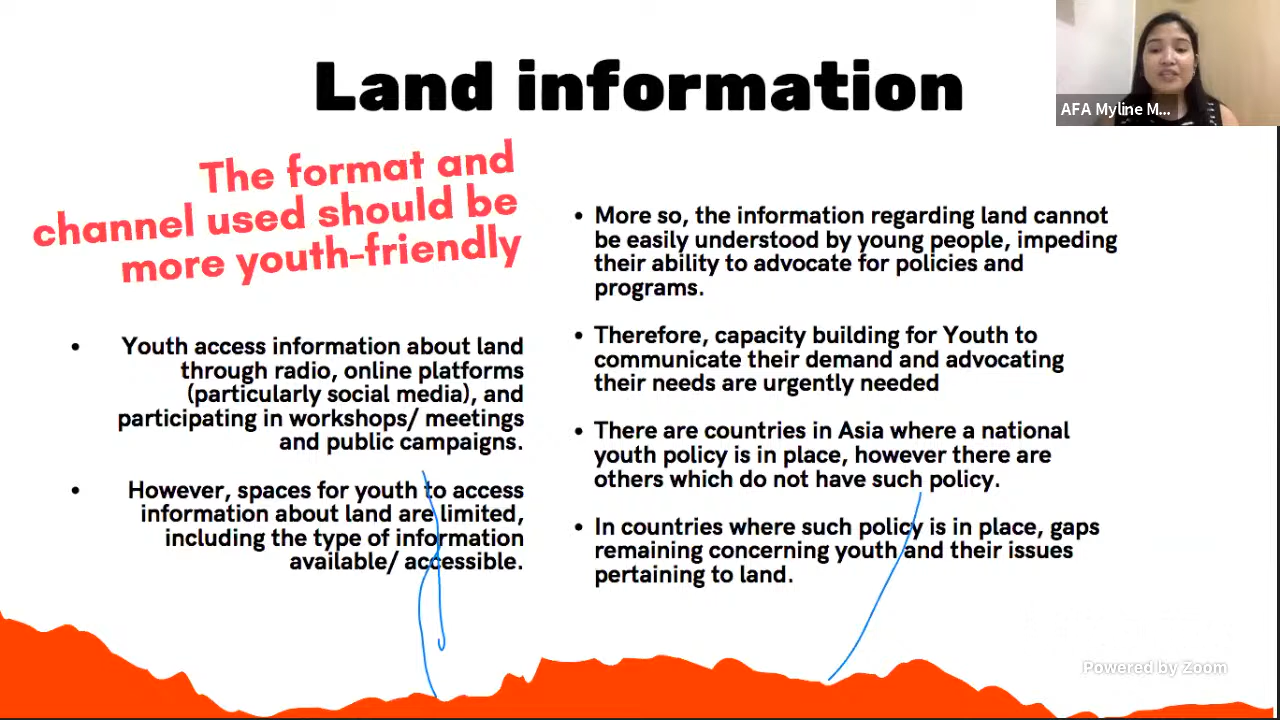 Land information
AFA Myline M...
The format and
channel used should be
more youth-friendly
• Youth access information about land
through radio, online platforms
(particularly social media), and
participating in workshops/ meetings
and public campaigns.
• However, spaces for youth to access
information about land are limited,
including the type of information
available/ accessible.
• More so, the information regarding land cannot
be easily understood by young people, impeding
their ability to advocate for policies and
programs.
• Therefore, capacity building for Youth to
communicate their demand and advocating
their needs are urgently needed
• There are countries in Asia where a national
youth policy is in place, however there are
others which do not have such policy.
• In countries where such policy is in place, gaps
remaining concerning youth and their issues
pertaining to land.
Powered by Zoom